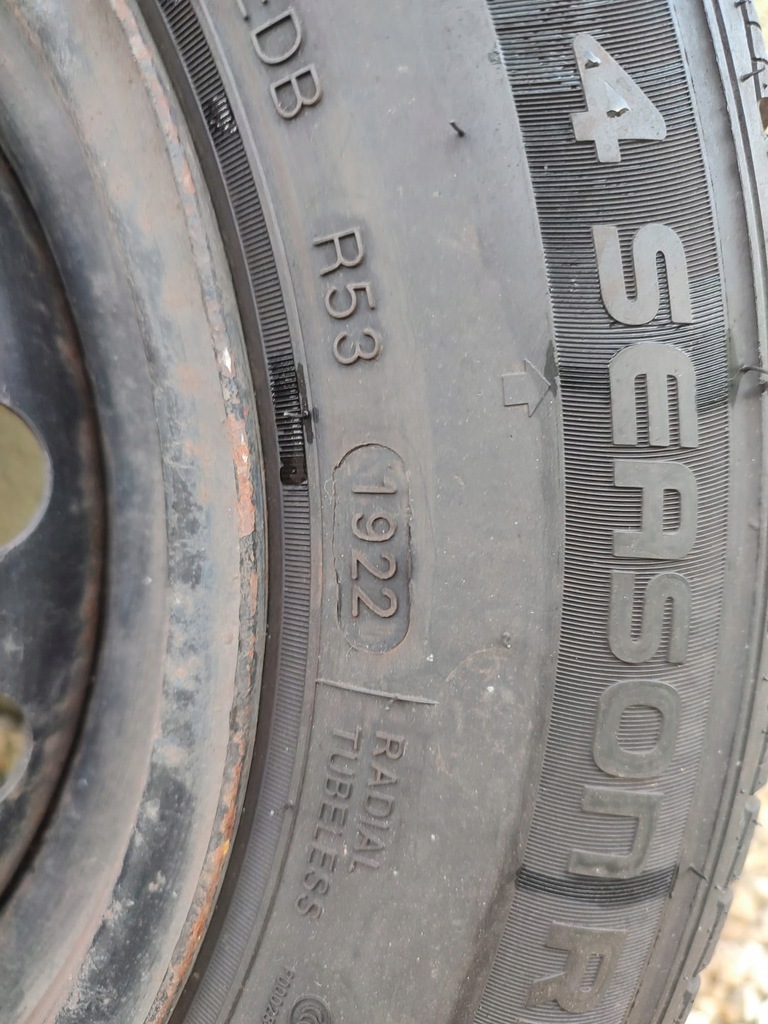 DB
R53
1922
RADIAL
TUBELESS
4 SEASON